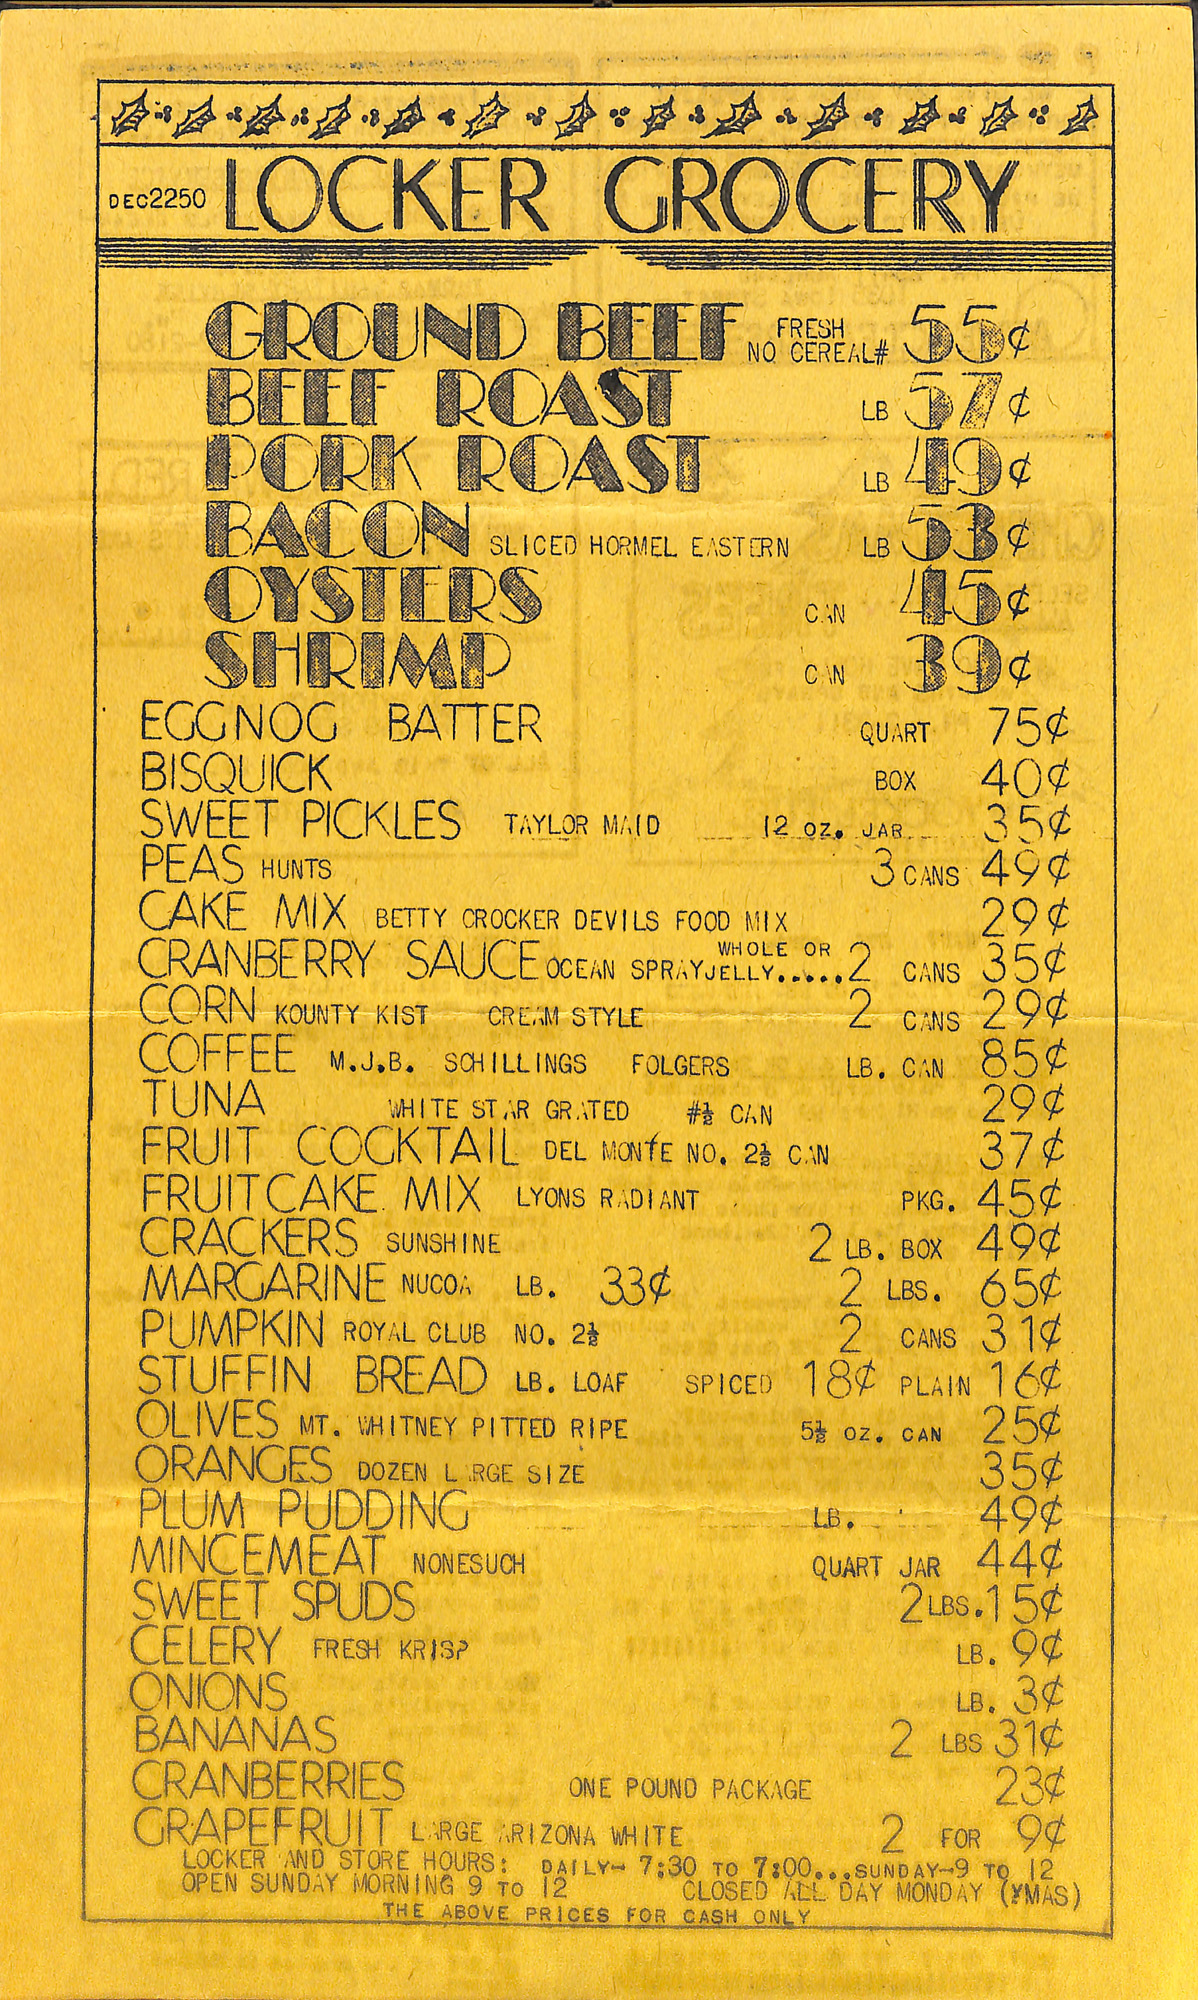 DEC2250 LOCKER GROCERY
GROUND BEEF FRESH NO CEREAL# 55¢
BEEF ROAST LB 57¢
PORK ROAST LB 49¢
BACON SLICED HORMEL EASTERN LB 53¢
OYSTERS CAN 45¢
SHRIMP CAN 39¢
EGGNOG BATTER QUART 75¢
BISQUICK BOX 40¢
SWEET PICKLES TAYLOR MAID 12 OZ. JAR 35¢
PEAS HUNTS 3 CANS 49¢
CAKE MIX BETTY CROCKER DEVILS FOOD MIX 29¢
CRANBERRY SAUCE OCEAN SPRAY WHOLE OR JELLY.....2 CANS 35¢
CORN KOUNTY KIST CREAM STYLE 2 CANS 29¢
COFFEE M.J.B. SCHILLINGS FOLGERS LB. CAN 85¢
TUNA WHITE STAR GRATED #½ CAN 29¢
FRUIT COCKTAIL DEL MONTE NO. 2½ CAN 37¢
FRUITCAKE MIX LYONS RADIANT PKG. 45¢
CRACKERS SUNSHINE 2 LB. BOX 49¢
MARGARINE NUCOA LB. 33¢ 2 LBS. 65¢
PUMPKIN ROYAL CLUB NO. 2½ 2 CANS 31¢
STUFFIN BREAD LB. LOAF SPICED 18¢ PLAIN 16¢
OLIVES MT. WHITNEY PITTED RIPE 5½ OZ. CAN 25¢
ORANGES DOZEN LARGE SIZE 35¢
PLUM PUDDING LB. 49¢
MINCEMEAT NONESUCH QUART JAR 44¢
SWEET SPUDS 2 LBS. 15¢
CELERY FRESH KRISP LB. 9¢
ONIONS LB. 3¢
BANANAS 2 LBS 31¢
CRANBERRIES ONE POUND PACKAGE 23¢
GRAPEFRUIT LARGE ARIZONA WHITE 2 FOR 9¢
LOCKER AND STORE HOURS: DAILY- 7:30 TO 7:00...SUNDAY-9 TO 12
OPEN SUNDAY MORNING 9 TO 12 CLOSED ALL DAY MONDAY (XMAS)
THE ABOVE PRICES FOR CASH ONLY